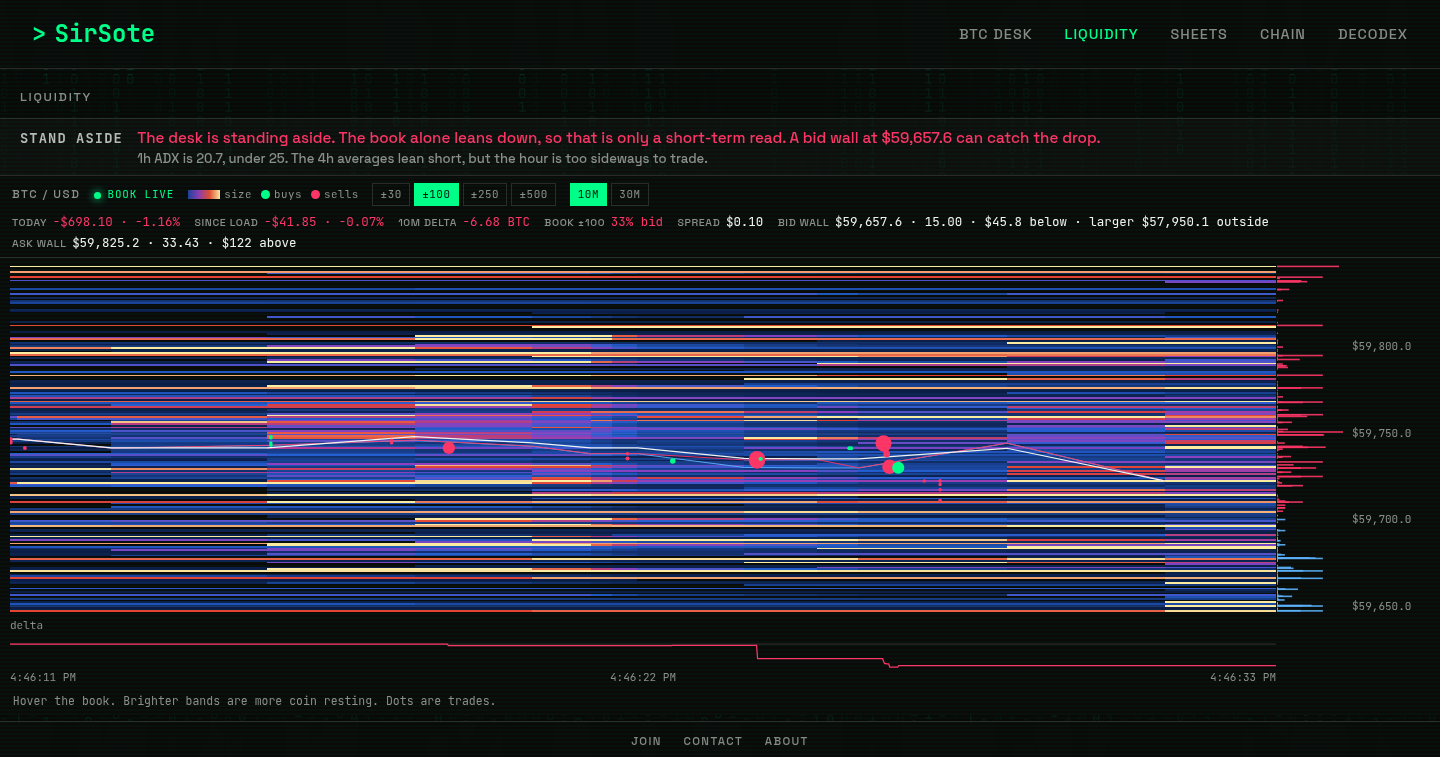 > SirSote
BTC DESK LIQUIDITY SHEETS CHAIN DECODEX
LIQUIDITY
STAND ASIDE The desk is standing aside. The book alone leans down, so that is only a short-term read. A bid wall at $59,657.6 can catch the drop.
1h ADX is 20.7, under 25. The 4h averages lean short, but the hour is too sideways to trade.
BTC / USD BOOK LIVE size buys sells ±30 ±100 ±250 ±500 10M 30M
TODAY -$698.10 · -1.16% SINCE LOAD -$41.85 · -0.07% 10M DELTA -6.68 BTC BOOK ±100 33% bid SPREAD $0.10 BID WALL $59,657.6 · 15.00 · $45.8 below · larger $57,950.1 outside
ASK WALL $59,825.2 · 33.43 · $122 above
$59,800.0
$59,750.0
$59,700.0
$59,650.0
delta
4:46:11 PM 4:46:22 PM 4:46:33 PM
Hover the book. Brighter bands are more coin resting. Dots are trades.
JOIN CONTACT ABOUT